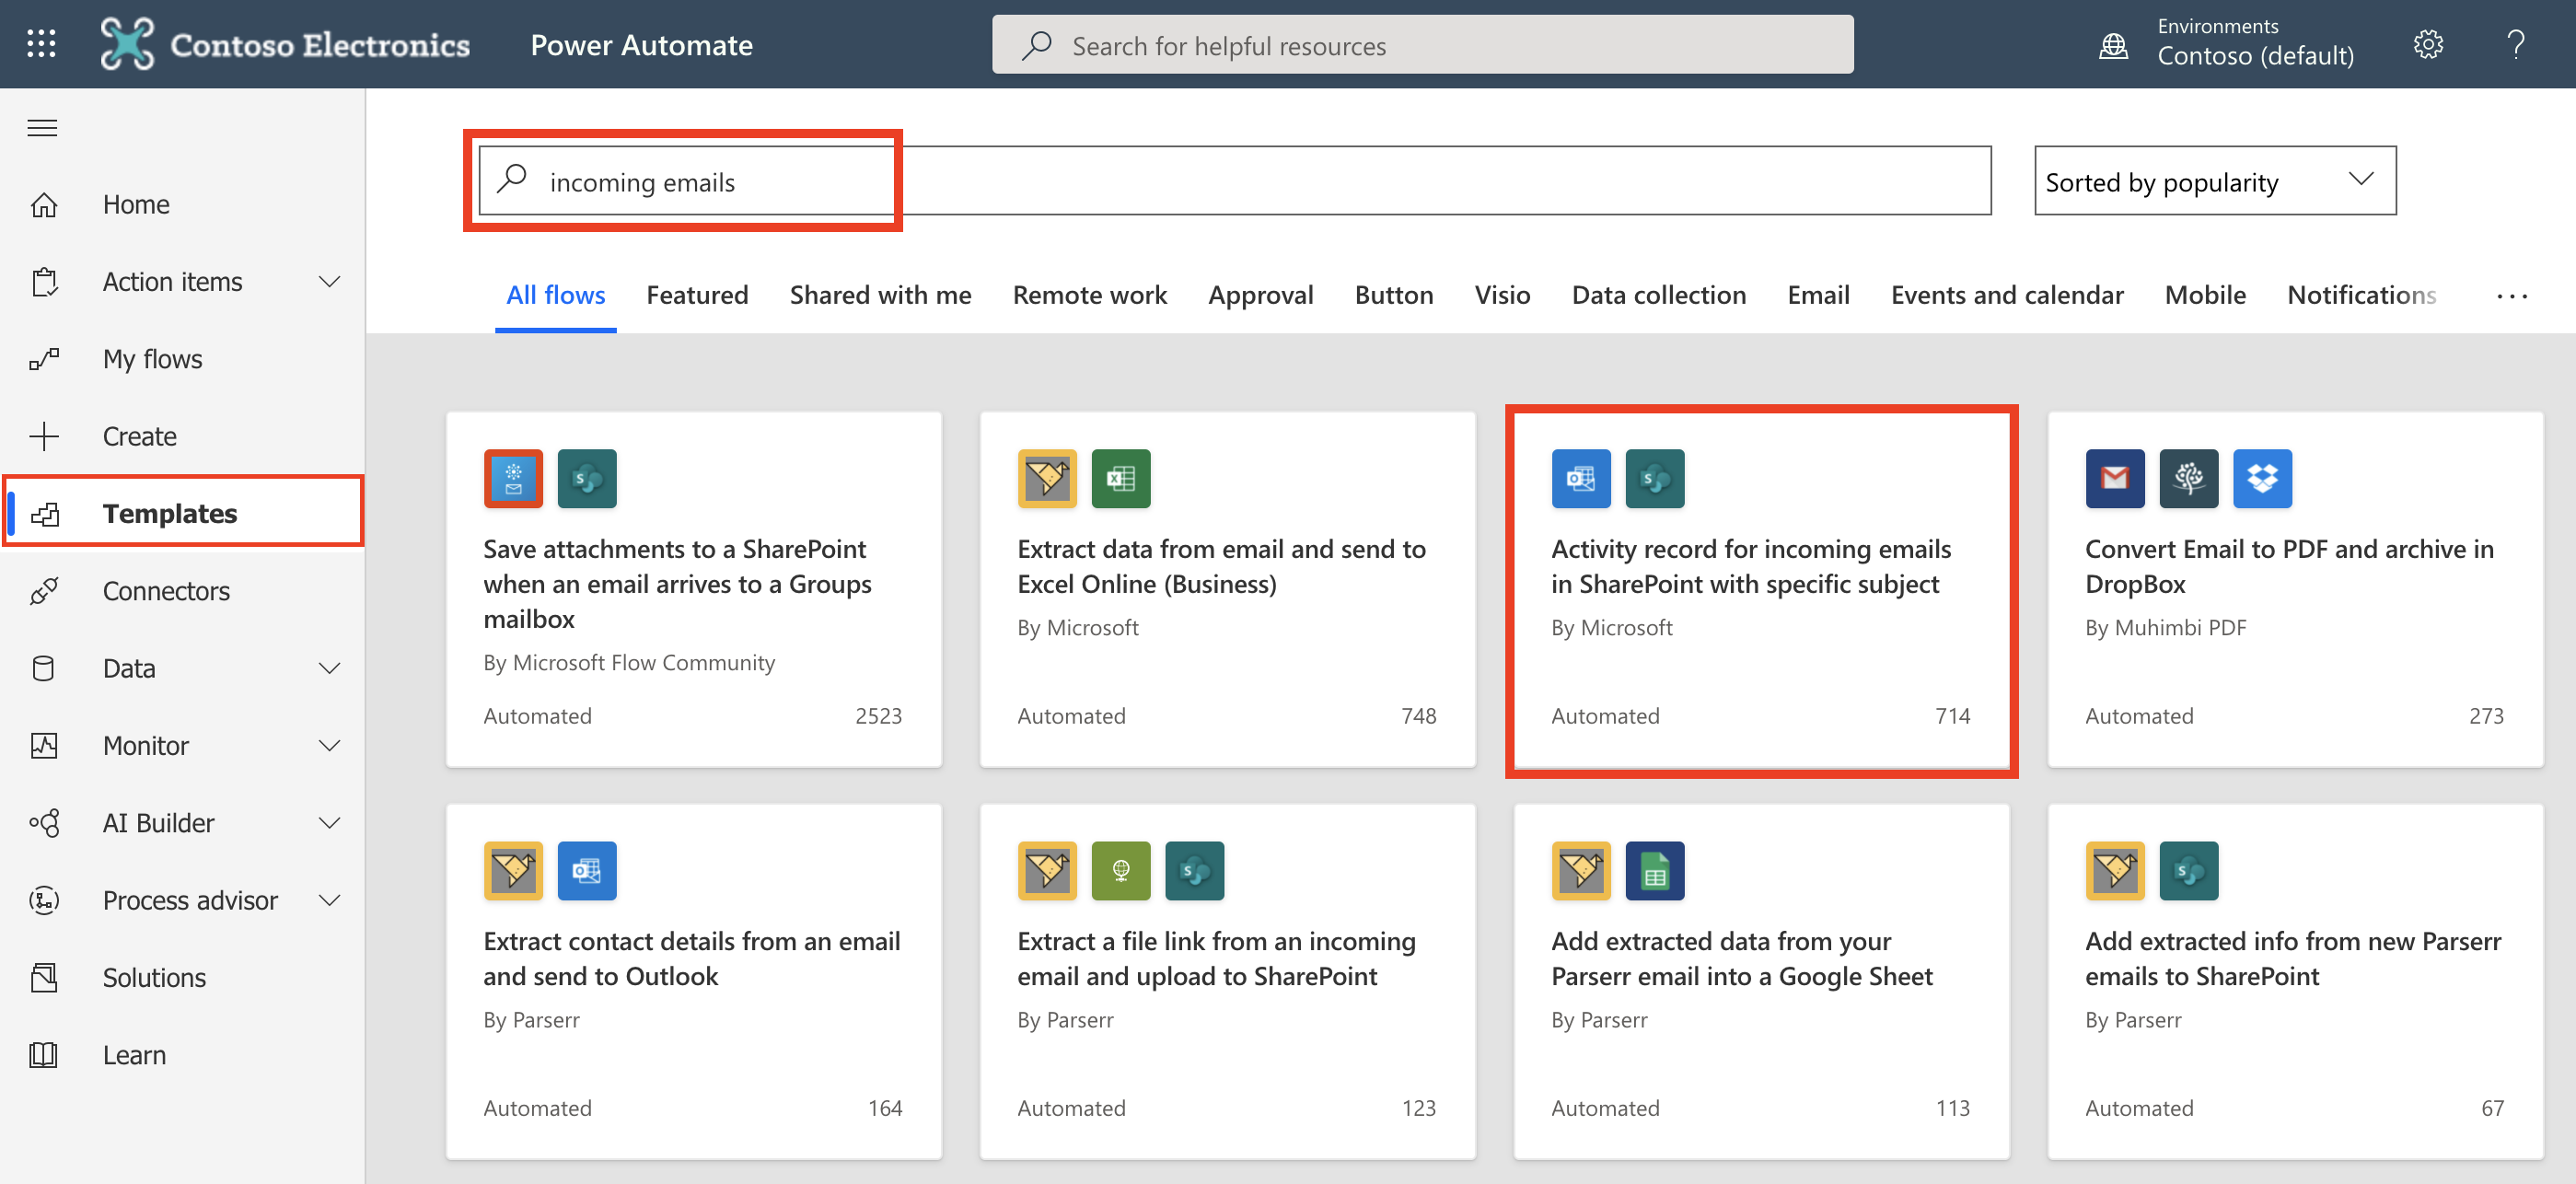 Contoso Electronics
Power Automate
Search for helpful resources
Environments
Contoso (default)
?
incoming emails
Sorted by popularity
Home
Action items
My flows
Create
Templates
Connectors
Data
Monitor
AI Builder
Process advisor
Solutions
Learn
All flows Featured Shared with me Remote work Approval Button Visio Data collection Email Events and calendar Mobile Notifications ...
Save attachments to a SharePoint
when an email arrives to a Groups
mailbox
By Microsoft Flow Community
Automated 2523
Extract data from email and send to
Excel Online (Business)
By Microsoft
Automated 748
Activity record for incoming emails
in SharePoint with specific subject
By Microsoft
Automated 714
Convert Email to PDF and archive in
DropBox
By Muhimbi PDF
Automated 273
Extract contact details from an email
and send to Outlook
By Parserr
Automated 164
Extract a file link from an incoming
email and upload to SharePoint
By Parserr
Automated 123
Add extracted data from your
Parserr email into a Google Sheet
By Parserr
Automated 113
Add extracted info from new Parserr
emails to SharePoint
By Parserr
Automated 67